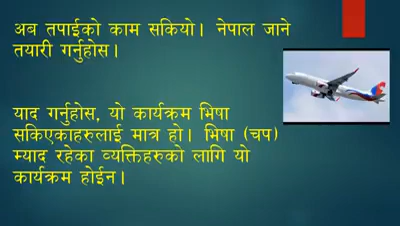 अब तपाईको काम सकियो। नेपाल जाने
तयारी गर्नुहोस।
याद गर्नुहोस, यो कार्यक्रम भिषा
सकिएकाहरुलाई मात्र हो। भिषा (चप)
म्याद रहेका व्यक्तिहरुको लागि यो
कार्यक्रम होईन।